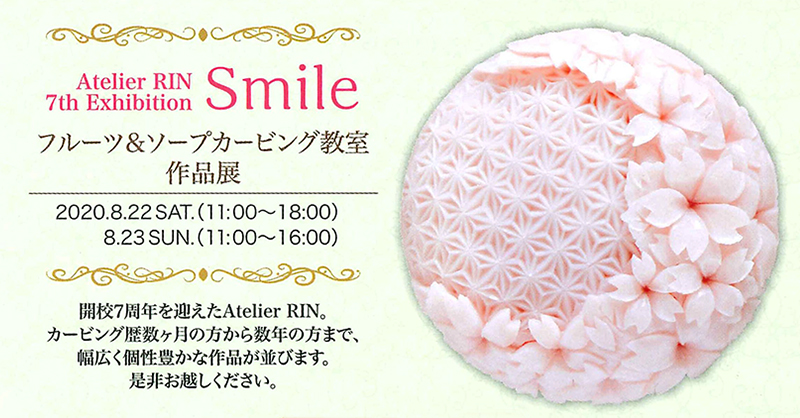 Atelier RIN
7th Exhibition Smile
フルーツ＆ソープカービング教室
作品展
2020.8.22 SAT.（11:00～18:00）
8.23 SUN.（11:00～16:00）
開校7周年を迎えたAtelier RIN。
カービング歴数ヶ月の方から数年の方まで、
幅広く個性豊かな作品が並びます。
是非お越しください。